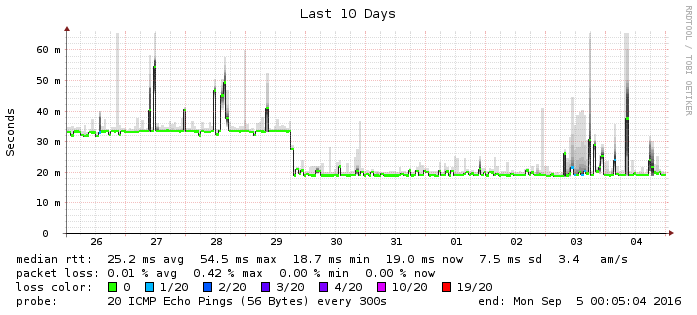 Last 10 Days
RRDTOOL / TOBI OETIKER
Seconds
60 m
50 m
40 m
30 m
20 m
10 m
0
26 27 28 29 30 31 01 02 03 04
median rtt: 25.2 ms avg 54.5 ms max 18.7 ms min 19.0 ms now 7.5 ms sd 3.4 am/s
packet loss: 0.01 % avg 0.42 % max 0.00 % min 0.00 % now
loss color: 0 1/20 2/20 3/20 4/20 10/20 19/20
probe: 20 ICMP Echo Pings (56 Bytes) every 300s end: Mon Sep 5 00:05:04 2016